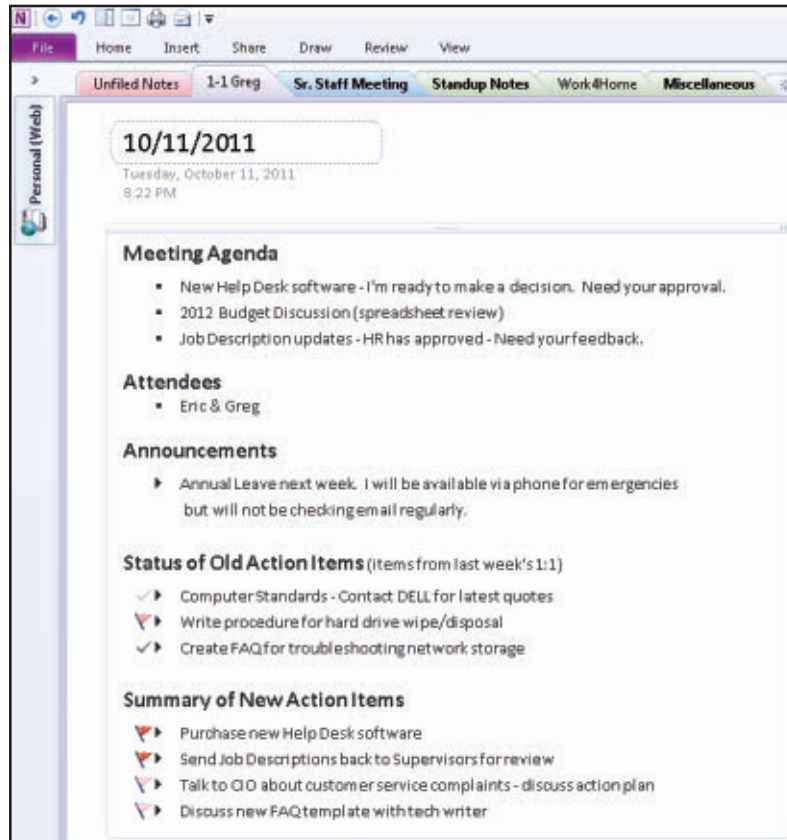 File Home Insert Share Draw Review View
Unfiled Notes 1-1 Greg Sr. Staff Meeting Standup Notes Work4Home Miscellaneous
Personal (Web)
10/11/2011
Tuesday, October 11, 2011
8:22 PM
Meeting Agenda
▪ New Help Desk software - I'm ready to make a decision. Need your approval.
▪ 2012 Budget Discussion (spreadsheet review)
▪ Job Description updates - HR has approved - Need your feedback.
Attendees
▪ Eric & Greg
Announcements
Annual Leave next week. I will be available via phone for emergencies
but will not be checking email regularly.
Status of Old Action Items (items from last week's 1:1)
Computer Standards - Contact DELL for latest quotes
Write procedure for hard drive wipe/disposal
Create FAQ for troubleshooting network storage
Summary of New Action Items
Purchase new Help Desk software
Send Job Descriptions back to Supervisors for review
Talk to CIO about customer service complaints - discuss action plan
Discuss new FAQ template with tech writer